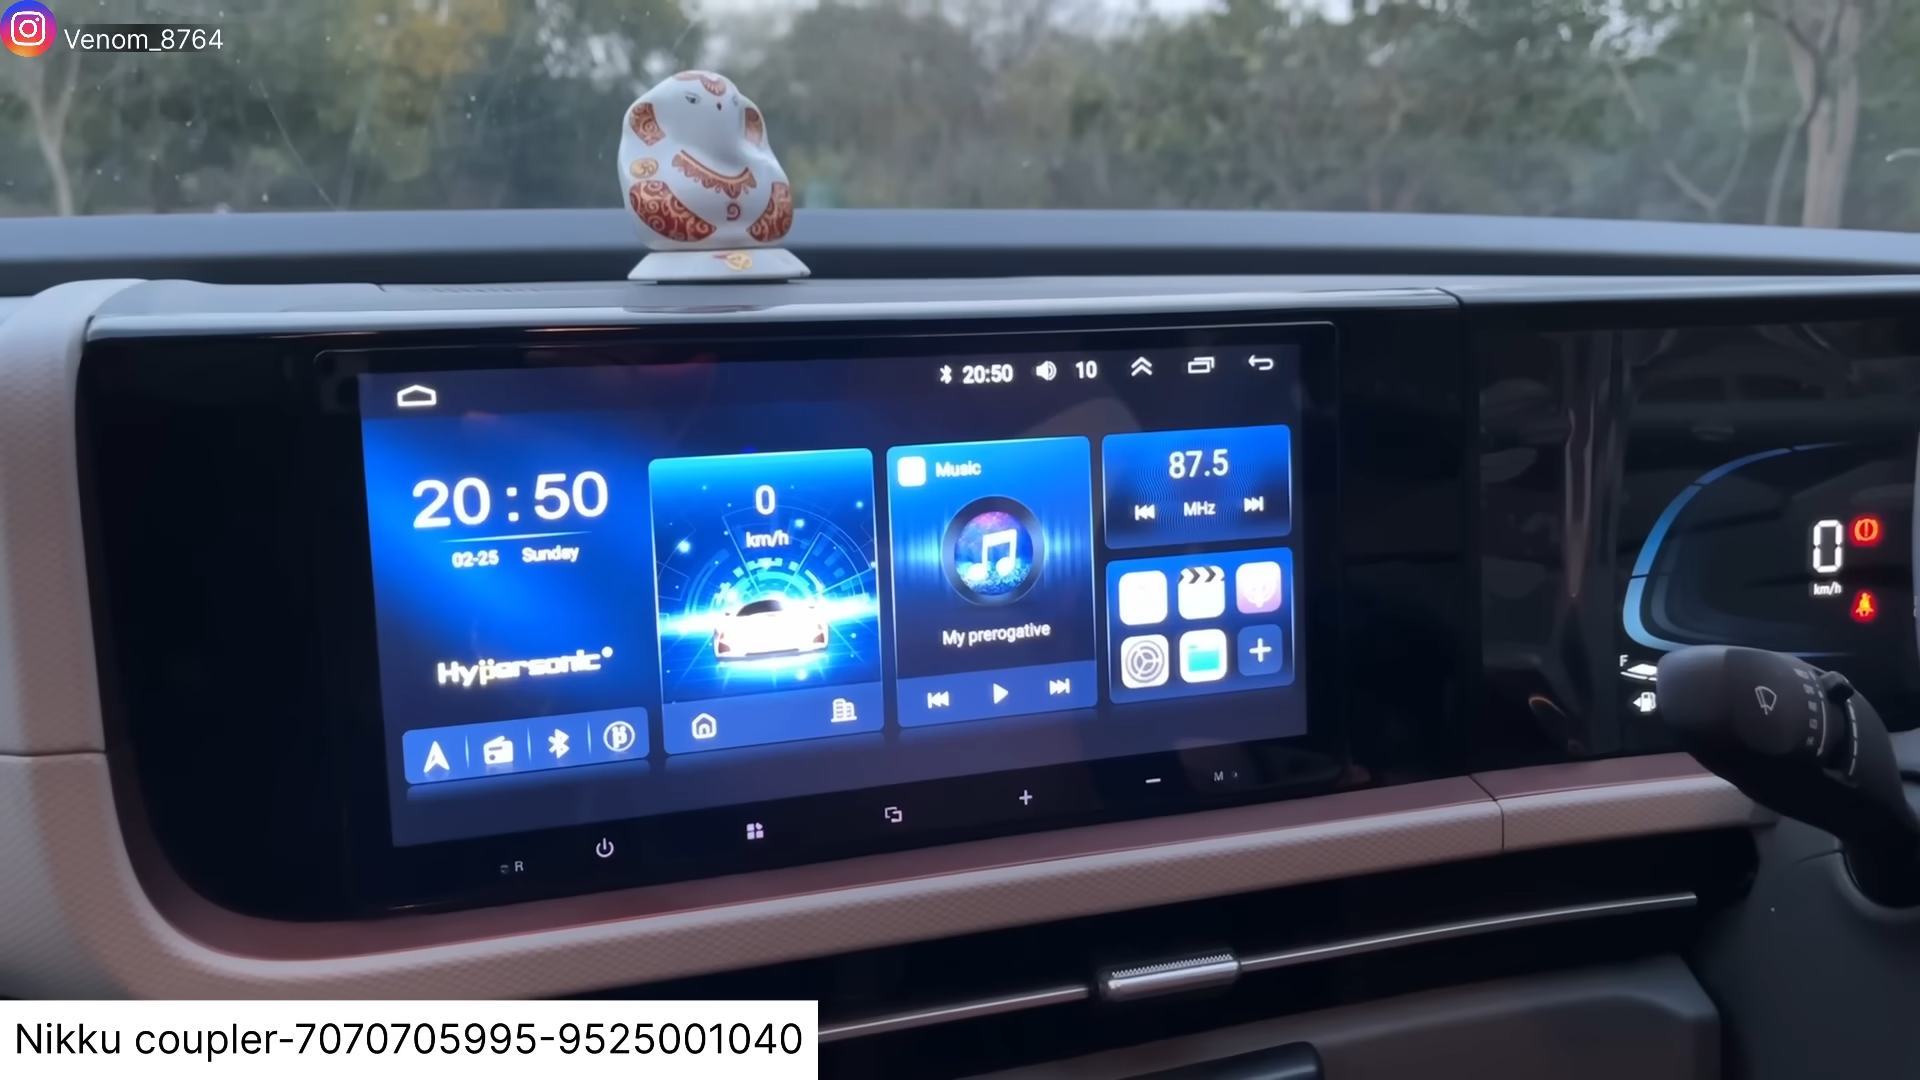 Venom_8764
20:50 10
20:50
02-25 Sunday
Hypersonic
0
km/h
Music
My prerogative
87.5
MHz
R
M
0
km/h
F
Nikku coupler-7070705995-9525001040